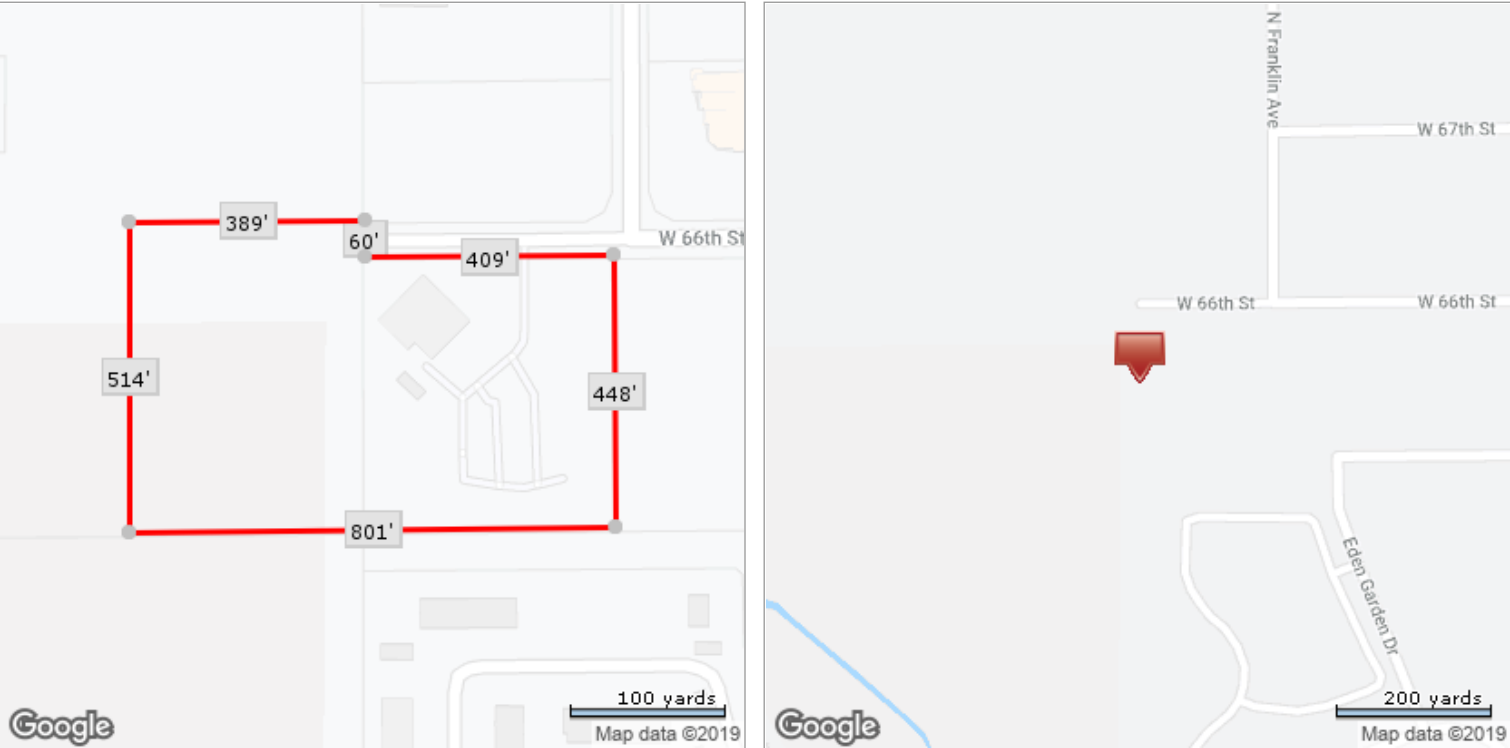 389'
60'
409'
W 66th St
514'
448'
801'
100 yards
Google
Map data ©2019
N Franklin Ave
W 67th St
W 66th St
W 66th St
Eden Garden Dr
200 yards
Google
Map data ©2019